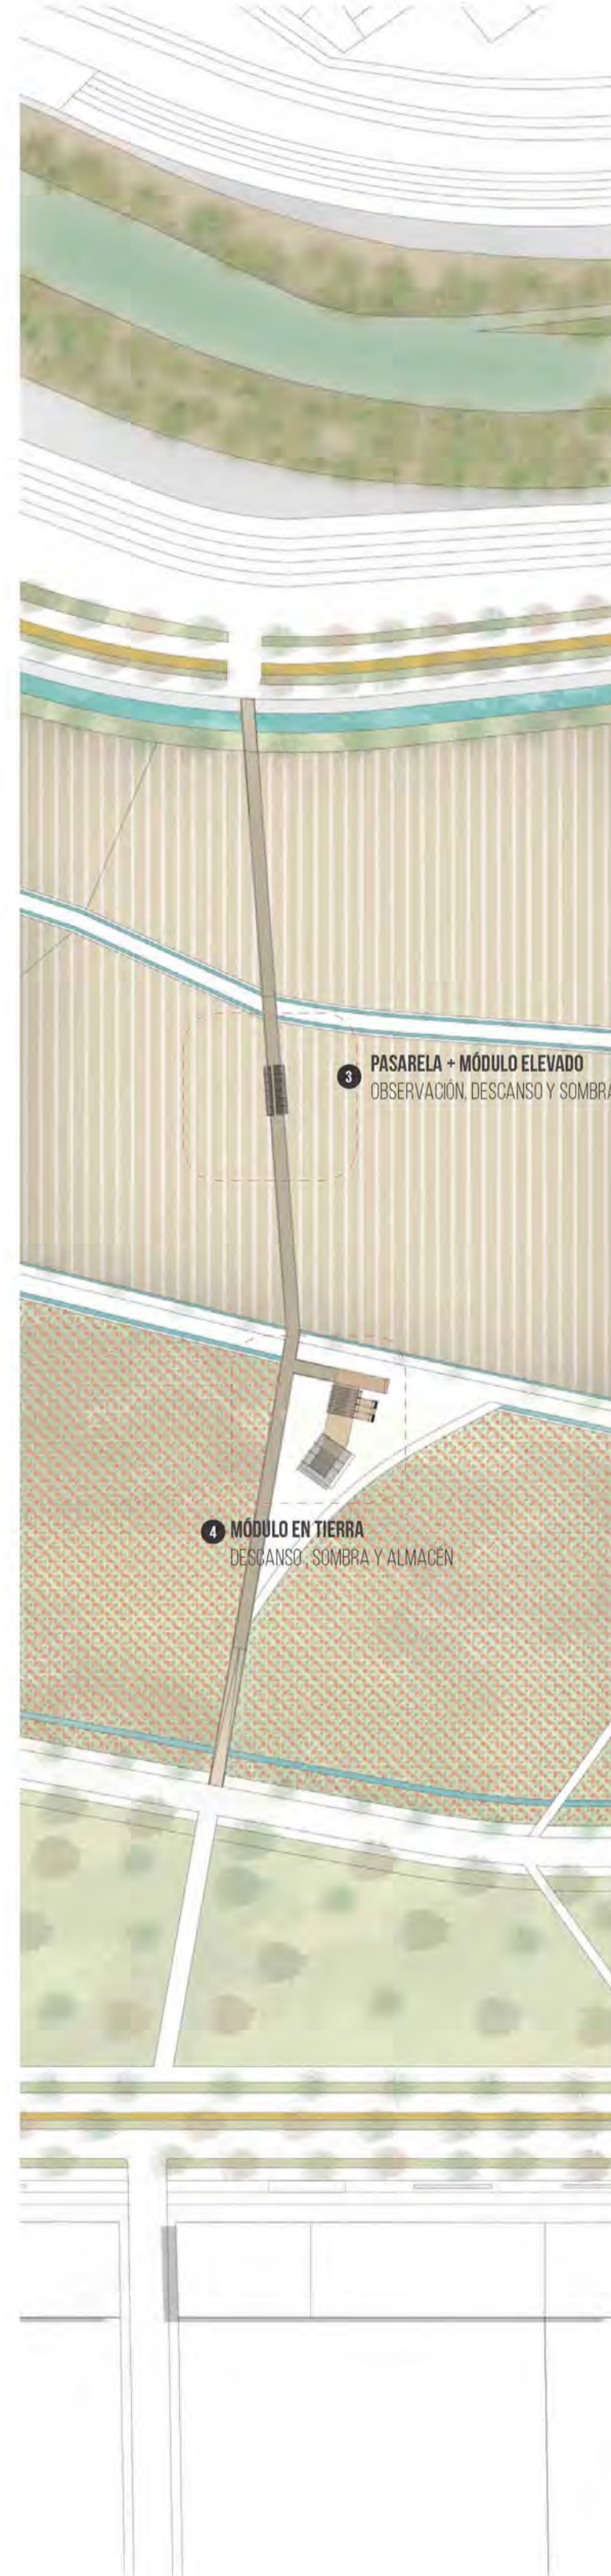 3 PASARELA + MÓDULO ELEVADO
OBSERVACIÓN, DESCANSO Y SOMBRA
4 MÓDULO EN TIERRA
DESCANSO, SOMBRA Y ALMACÉN